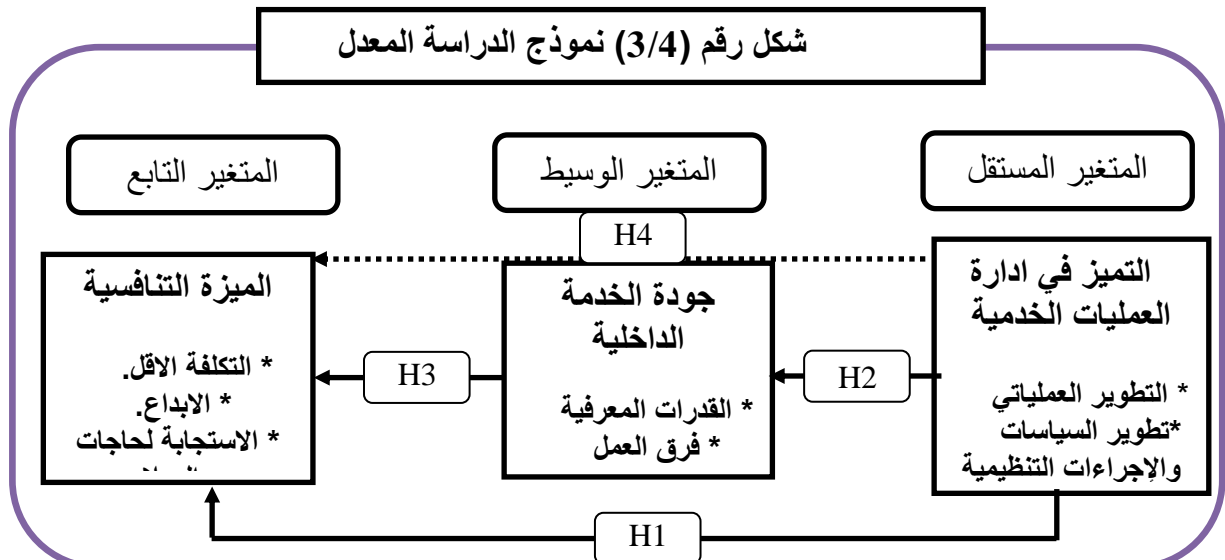 شكل رقم (3/4) نموذج الدراسة المعدل
المتغير المستقل
المتغير الوسيط
المتغير التابع
H4
التميز في ادارة
العمليات الخدمية
* التطوير العملياتي
*تطوير السياسات
والإجراءات التنظيمية
H2
جودة الخدمة
الداخلية
* القدرات المعرفية
* فرق العمل
H3
الميزة التنافسية
* التكلفة الاقل.
* الابداع.
* الاستجابة لحاجات
H1